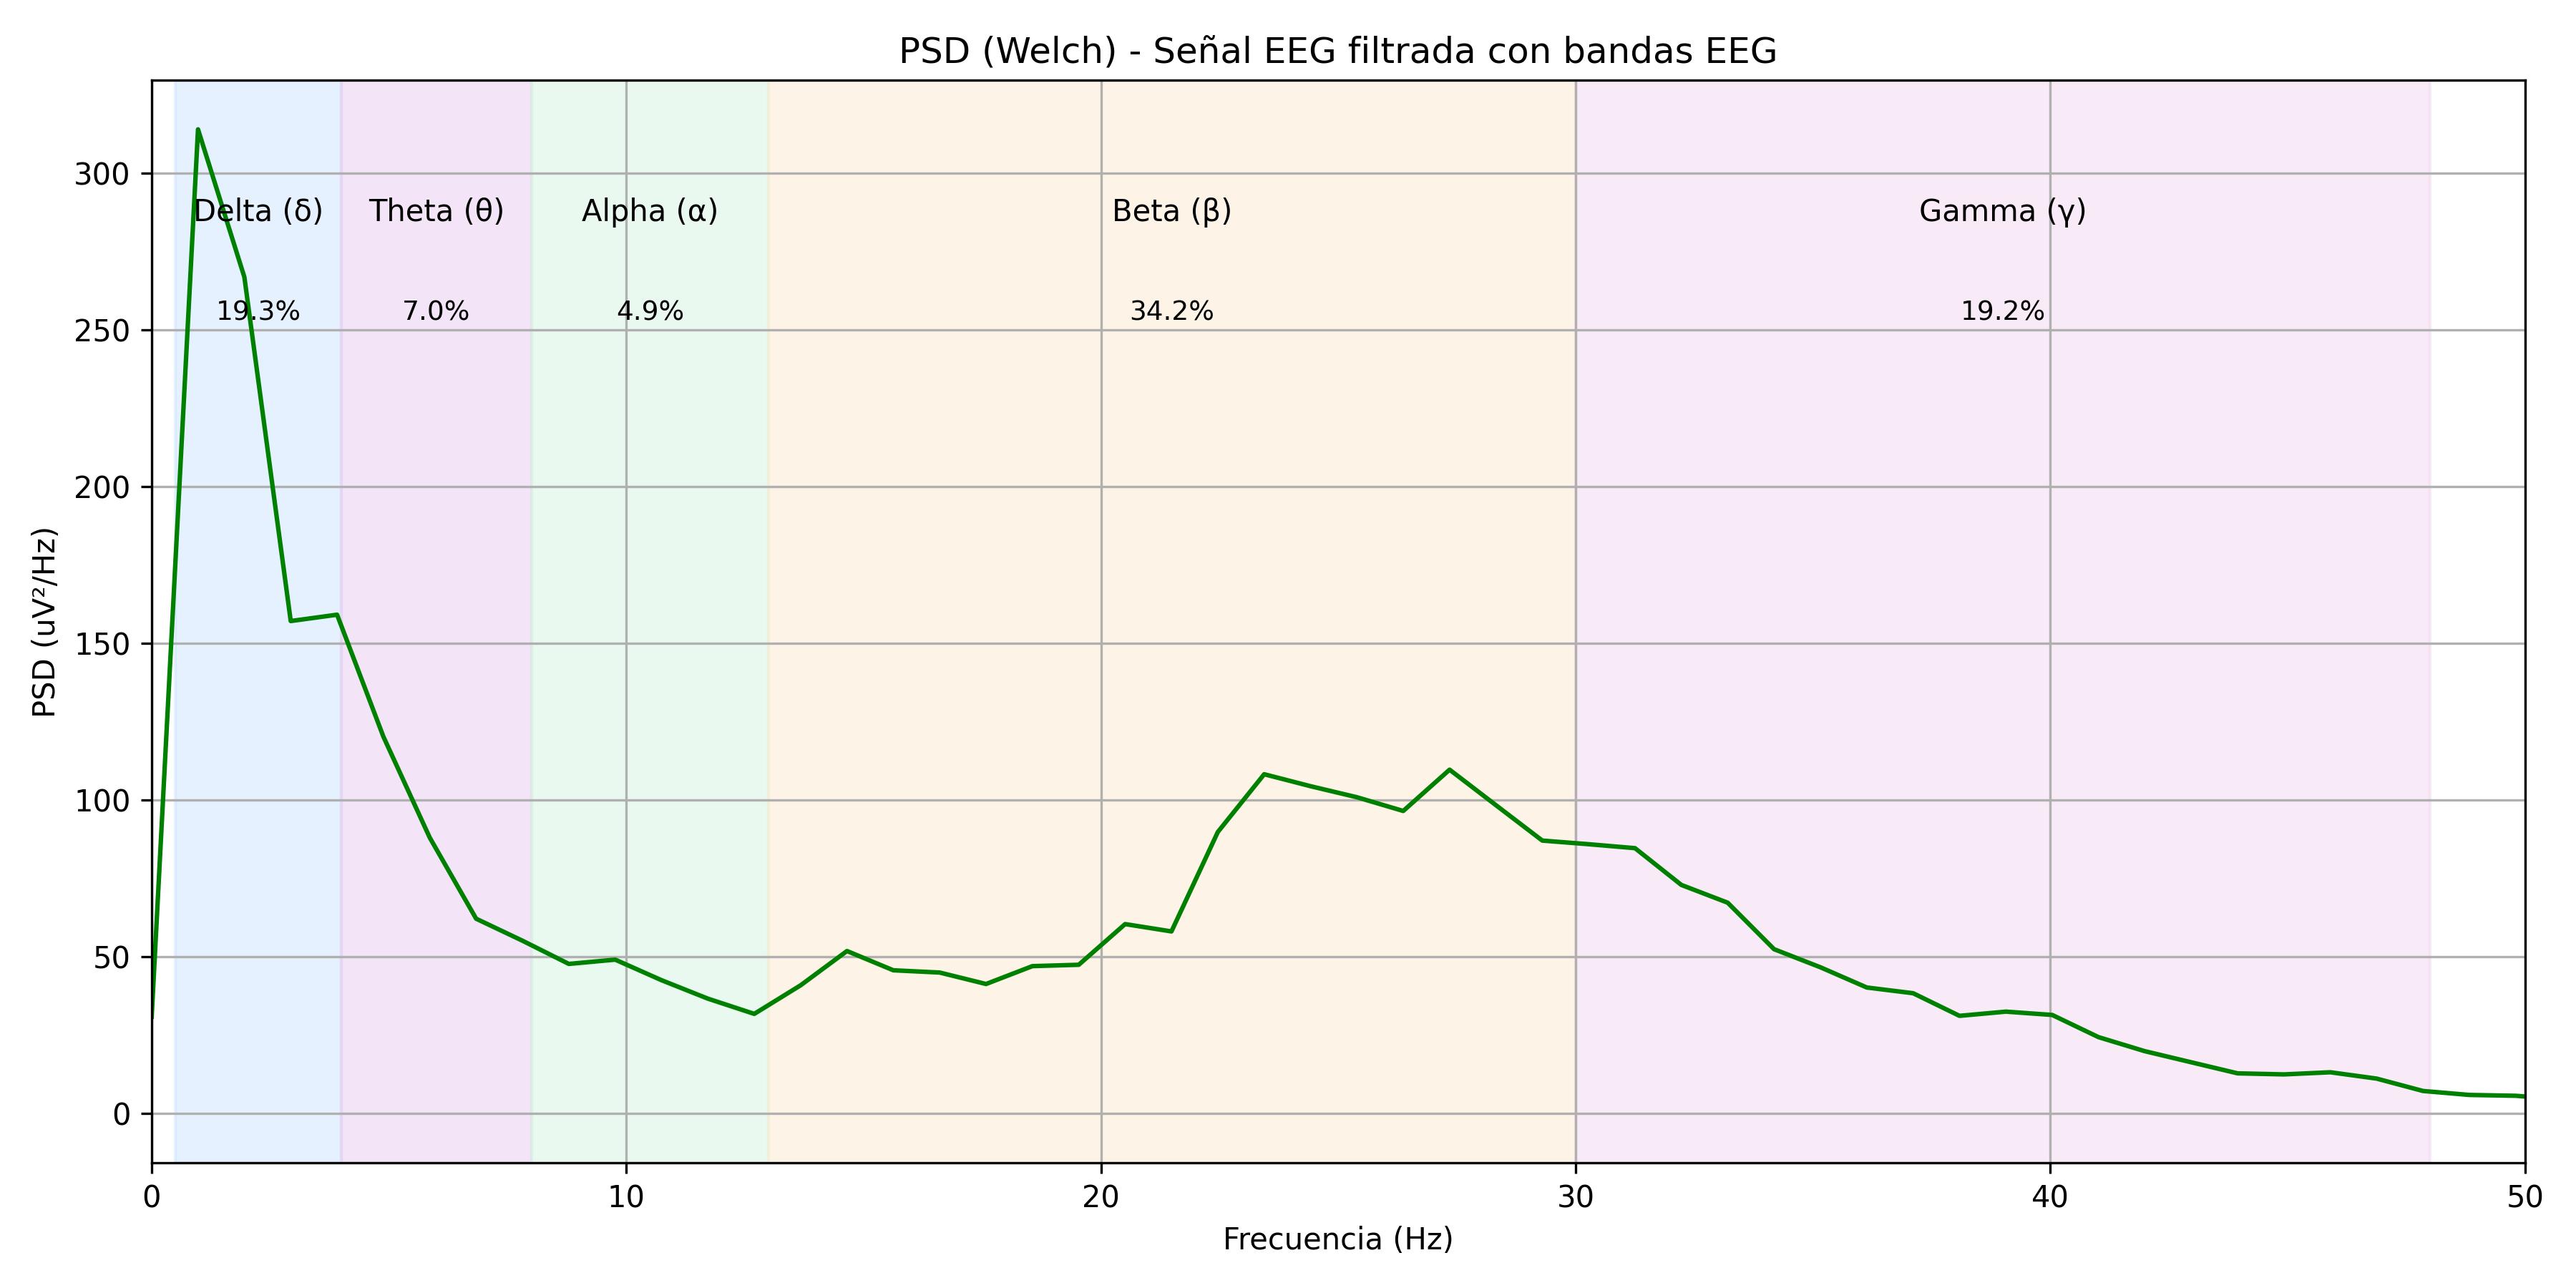 PSD (Welch) - Señal EEG filtrada con bandas EEG
PSD (uV²/Hz)
300
250
200
150
100
50
0
Delta (δ) Theta (θ) Alpha (α) Beta (β) Gamma (γ)
19.3% 7.0% 4.9% 34.2% 19.2%
0 10 20 30 40 50
Frecuencia (Hz)